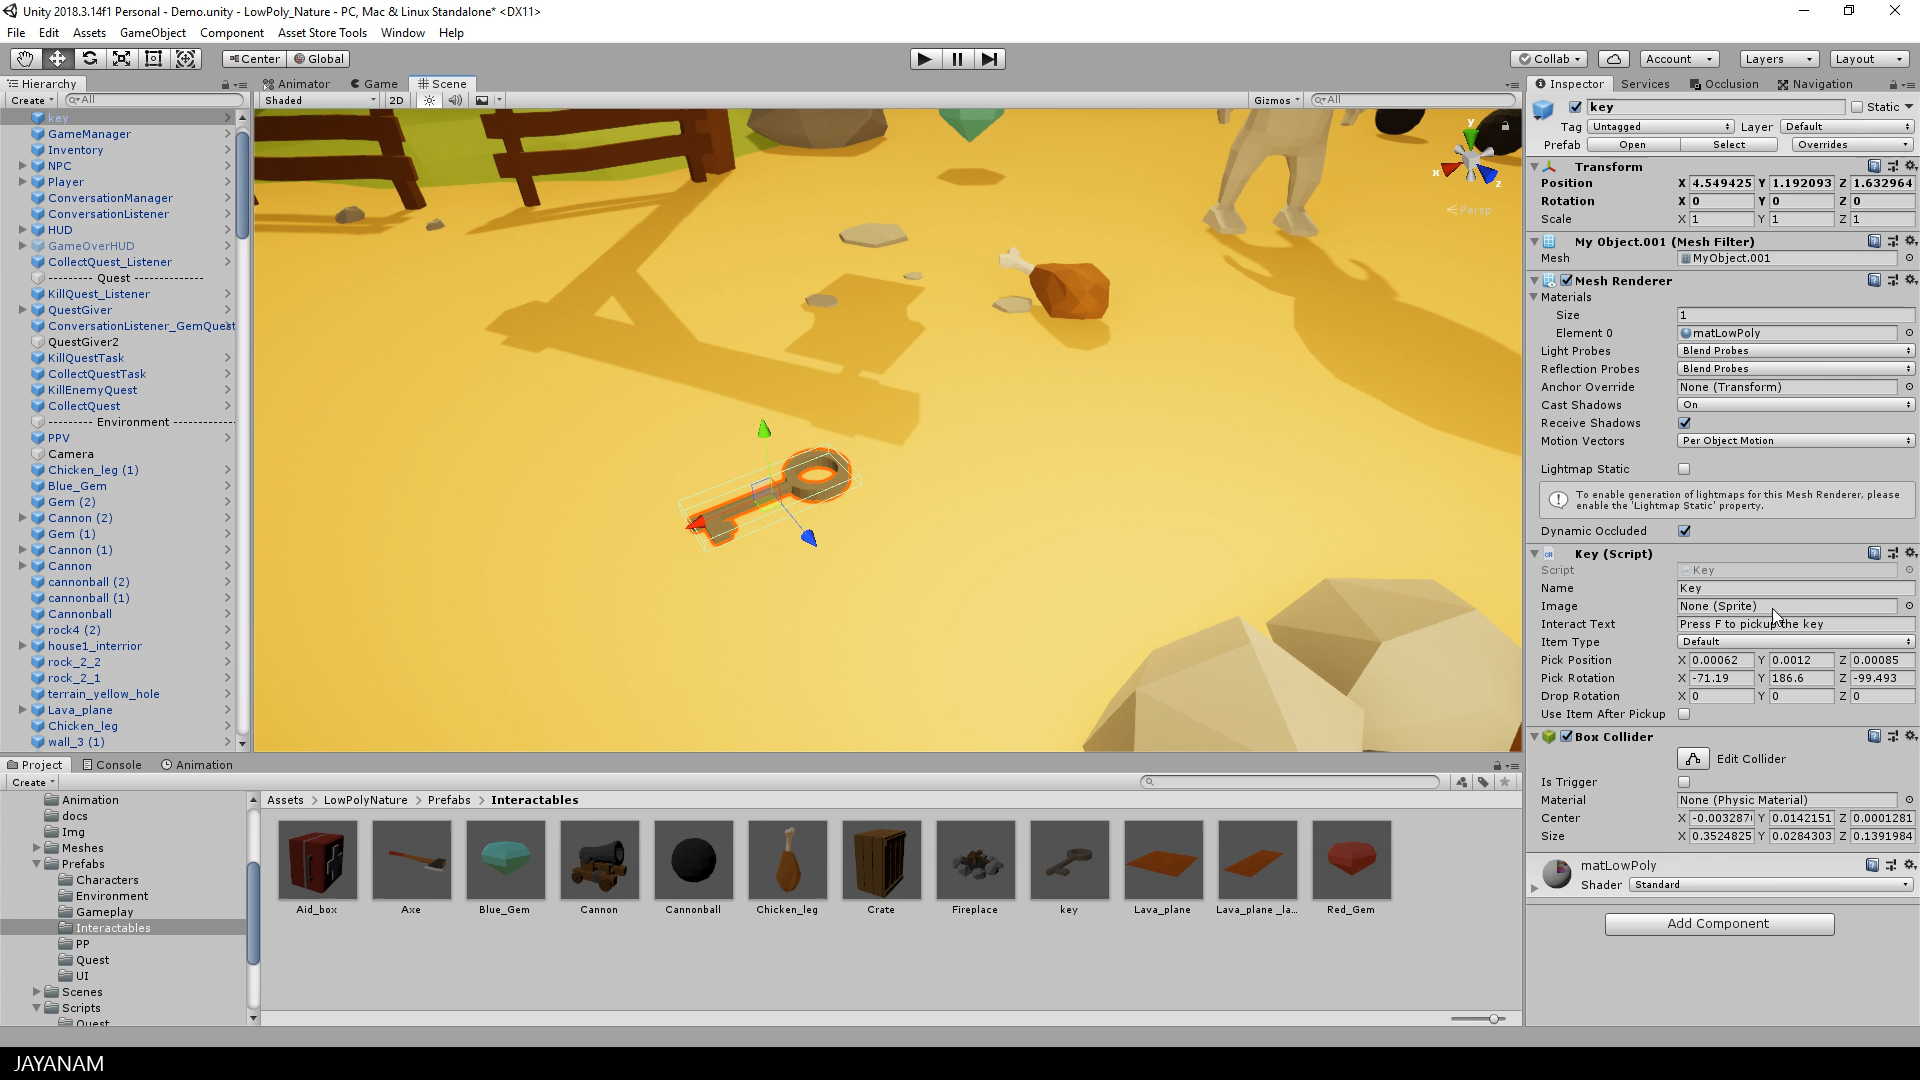 Unity 2018.3.14f1 Personal - Demo.unity - LowPoly_Nature - PC, Mac & Linux Standalone* <DX11>
File Edit Assets GameObject Component Asset Store Tools Window Help
Center Global Collab Account Layers Layout
Hierarchy
Create All
key
GameManager
Inventory
NPC
Player
ConversationManager
ConversationListener
HUD
GameOverHUD
CollectQuest_Listener
--------- Quest --------------
KillQuest_Listener
QuestGiver
ConversationListener_GemQuest
QuestGiver2
KillQuestTask
CollectQuestTask
KillEnemyQuest
CollectQuest
--------- Environment -------------
PPV
Camera
Chicken_leg (1)
Blue_Gem
Gem (2)
Cannon (2)
Gem (1)
Cannon (1)
Cannon
cannonball (2)
cannonball (1)
Cannonball
rock4 (2)
house1_interrior
rock_2_2
rock_2_1
terrain_yellow_hole
Lava_plane
Chicken_leg
wall_3 (1)
Animator Game Scene
Shaded 2D Gizmos All
y
x
z
Persp
Inspector Services Occlusion Navigation
key Static
Tag Untagged Layer Default
Prefab Open Select Overrides
Transform
Position X 4.549425 Y 1.192093 Z 1.632964
Rotation X 0 Y 0 Z 0
Scale X 1 Y 1 Z 1
My Object.001 (Mesh Filter)
Mesh MyObject.001
Mesh Renderer
Materials
Size 1
Element 0 matLowPoly
Light Probes Blend Probes
Reflection Probes Blend Probes
Anchor Override None (Transform)
Cast Shadows On
Receive Shadows
Motion Vectors Per Object Motion
Lightmap Static
To enable generation of lightmaps for this Mesh Renderer, please
enable the 'Lightmap Static' property.
Dynamic Occluded
Key (Script)
Script Key
Name Key
Image None (Sprite)
Interact Text Press F to pickup the key
Item Type Default
Pick Position X 0.00062 Y 0.0012 Z 0.00085
Pick Rotation X -71.19 Y 186.6 Z -99.493
Drop Rotation X 0 Y 0 Z 0
Use Item After Pickup
Box Collider
Edit Collider
Is Trigger
Material None (Physic Material)
Center X -0.003287 Y 0.0142151 Z 0.0001281
Size X 0.3524825 Y 0.0284303 Z 0.1391984
matLowPoly
Shader Standard
Add Component
Project Console Animation
Create
Animation
docs
Img
Meshes
Prefabs
Characters
Environment
Gameplay
Interactables
PP
Quest
UI
Scenes
Scripts
Quest
Assets > LowPolyNature > Prefabs > Interactables
Aid_box Axe Blue_Gem Cannon Cannonball Chicken_leg Crate Fireplace key Lava_plane Lava_plane _la... Red_Gem
JAYANAM